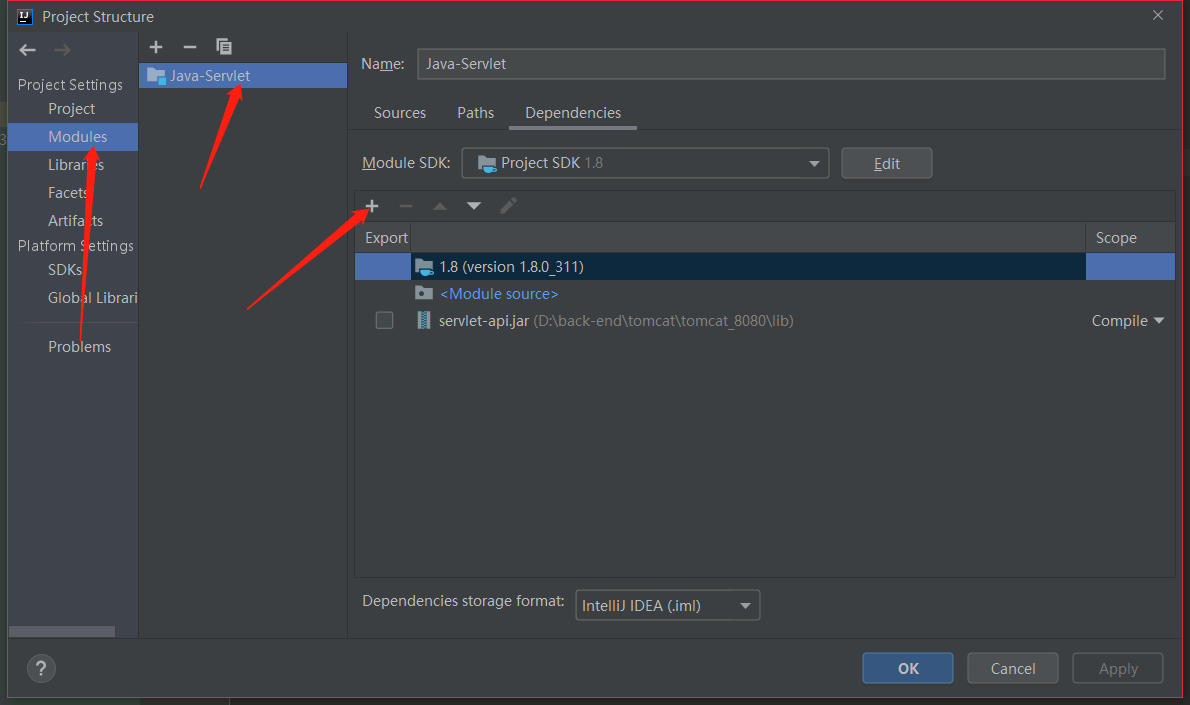 Project Structure
Project Settings
Project
Modules
Libraries
Facets
Artifacts
Platform Settings
SDKs
Global Librari
Problems
Java-Servlet
Name: Java-Servlet
Sources Paths Dependencies
Module SDK: Project SDK 1.8 Edit
Export Scope
1.8 (version 1.8.0_311)
<Module source>
servlet-api.jar (D:\back-end\tomcat\tomcat_8080\lib) Compile
Dependencies storage format: IntelliJ IDEA (.iml)
? OK Cancel Apply